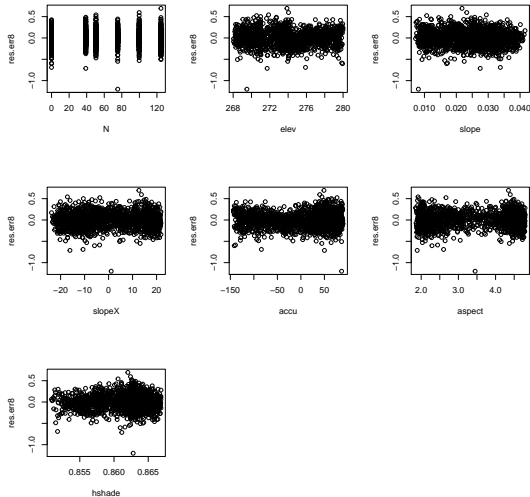 res.err8
−1.0 0.0 0.5
0 20 40 60 80 100 120
N
res.err8
−1.0 0.0 0.5
268 272 276 280
elev
res.err8
−1.0 0.0 0.5
0.010 0.020 0.030 0.040
slope
res.err8
−1.0 0.0 0.5
−20 −10 0 10 20
slopeX
res.err8
−1.0 0.0 0.5
−150 −50 0 50
accu
res.err8
−1.0 0.0 0.5
2.0 3.0 4.0
aspect
res.err8
−1.0 0.0 0.5
0.855 0.860 0.865
hshade